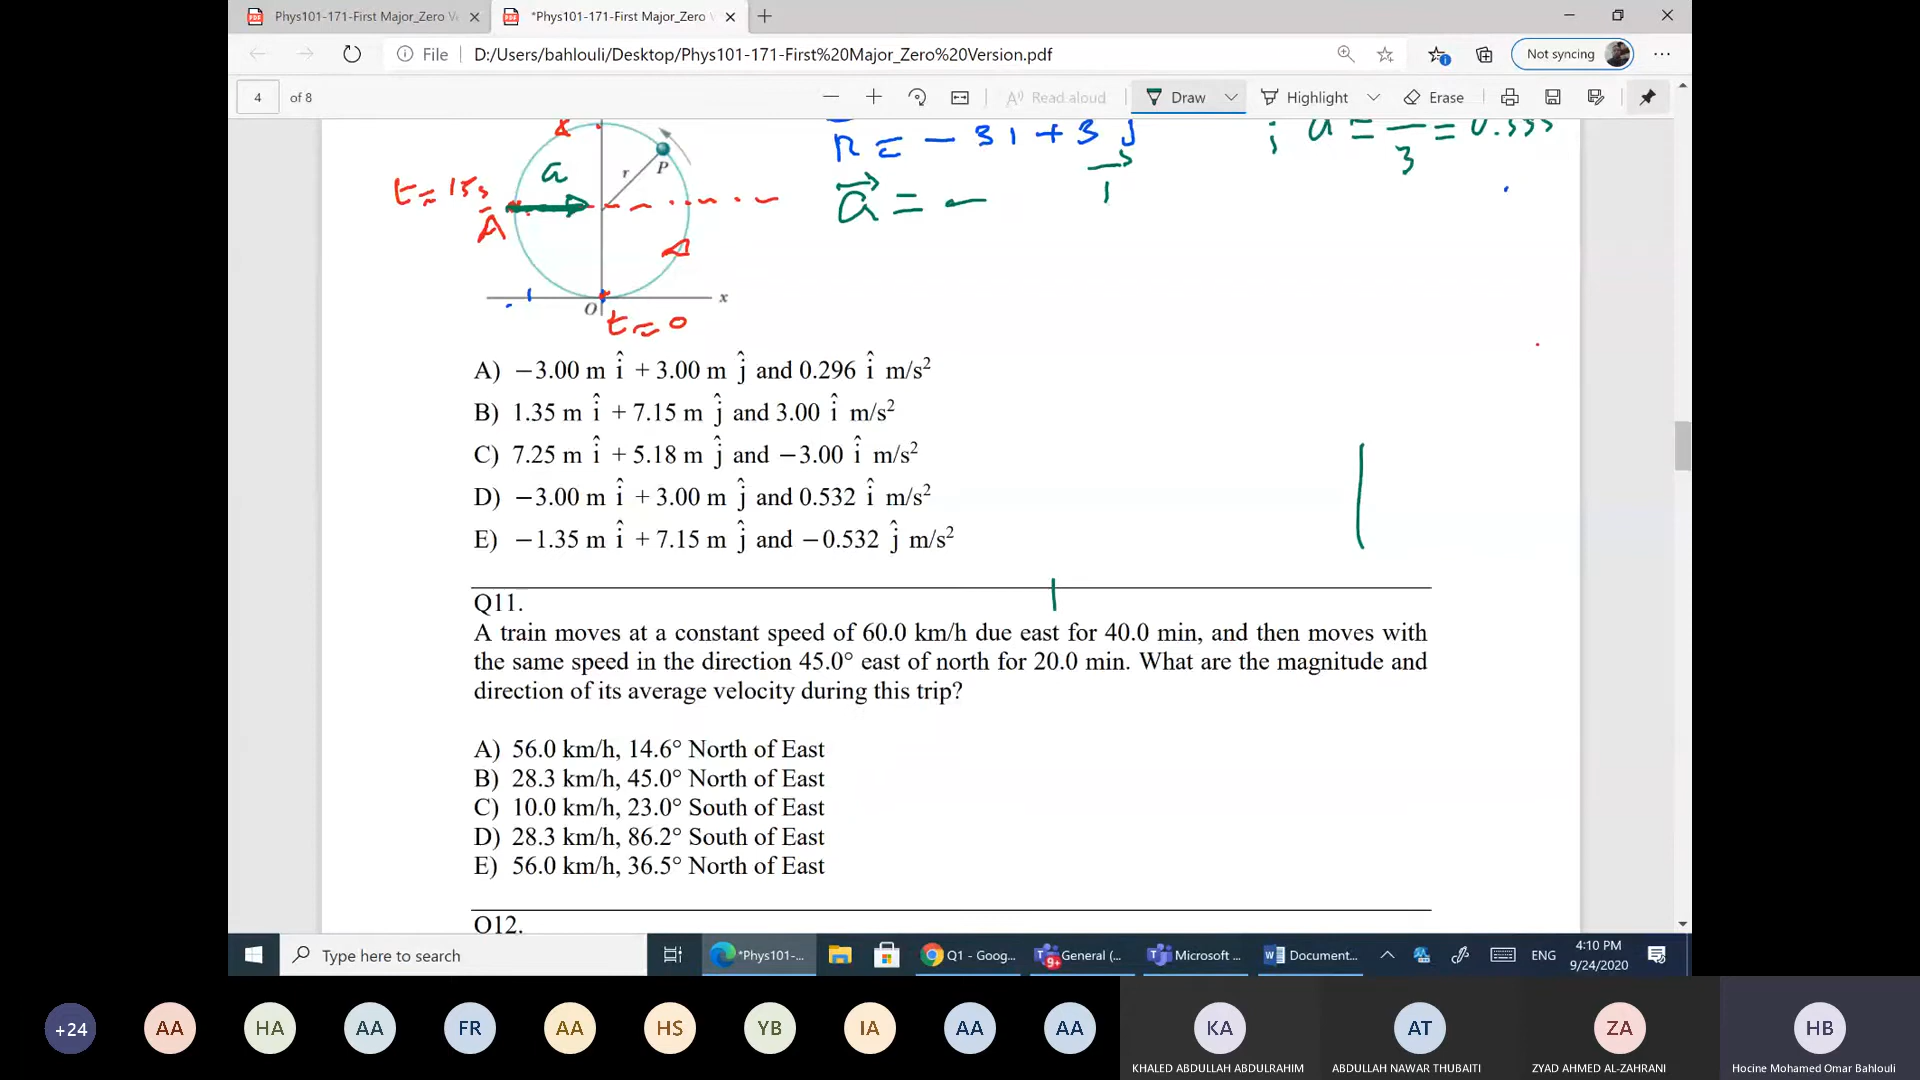 Phys101-171-First Major_Zero V
*Phys101-171-First Major_Zero
File D:/Users/bahlouli/Desktop/Phys101-171-First%20Major_Zero%20Version.pdf
Not syncing
4 of 8
Read aloud
Draw
Highlight
Erase
t = 15s
A
a
r
P
O
x
t = 0
r = -3i + 3j
a = -
3
A) −3.00 m î + 3.00 m ĵ and 0.296 î m/s²
B) 1.35 m î + 7.15 m ĵ and 3.00 î m/s²
C) 7.25 m î + 5.18 m ĵ and −3.00 î m/s²
D) −3.00 m î + 3.00 m ĵ and 0.532 î m/s²
E) −1.35 m î + 7.15 m ĵ and −0.532 ĵ m/s²
Q11.
A train moves at a constant speed of 60.0 km/h due east for 40.0 min, and then moves with
the same speed in the direction 45.0° east of north for 20.0 min. What are the magnitude and
direction of its average velocity during this trip?
A) 56.0 km/h, 14.6° North of East
B) 28.3 km/h, 45.0° North of East
C) 10.0 km/h, 23.0° South of East
D) 28.3 km/h, 86.2° South of East
E) 56.0 km/h, 36.5° North of East
Q12.
Type here to search
*Phys101-...
Q1 - Goog...
9+
General (...
Microsoft ...
Document...
ENG
4:10 PM
9/24/2020
+24
AA
HA
AA
FR
AA
HS
YB
IA
AA
AA
KA
AT
ZA
HB
KHALED ABDULLAH ABDULRAHIM
ABDULLAH NAWAR THUBAITI
ZYAD AHMED AL-ZAHRANI
Hocine Mohamed Omar Bahlouli